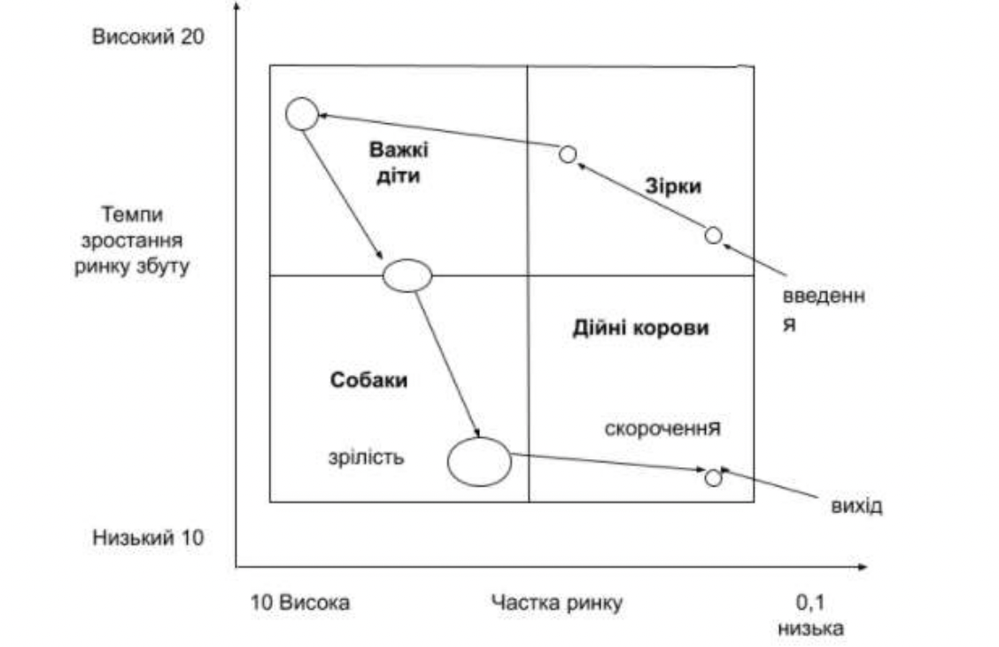 Високий 20
Важкі
діти
Зірки
Темпи
зростання
ринку збуту
введенн
я
Дійні корови
Собаки
скорочення
зрілість
вихід
Низький 10
10 Висока
Частка ринку
0,1
низька